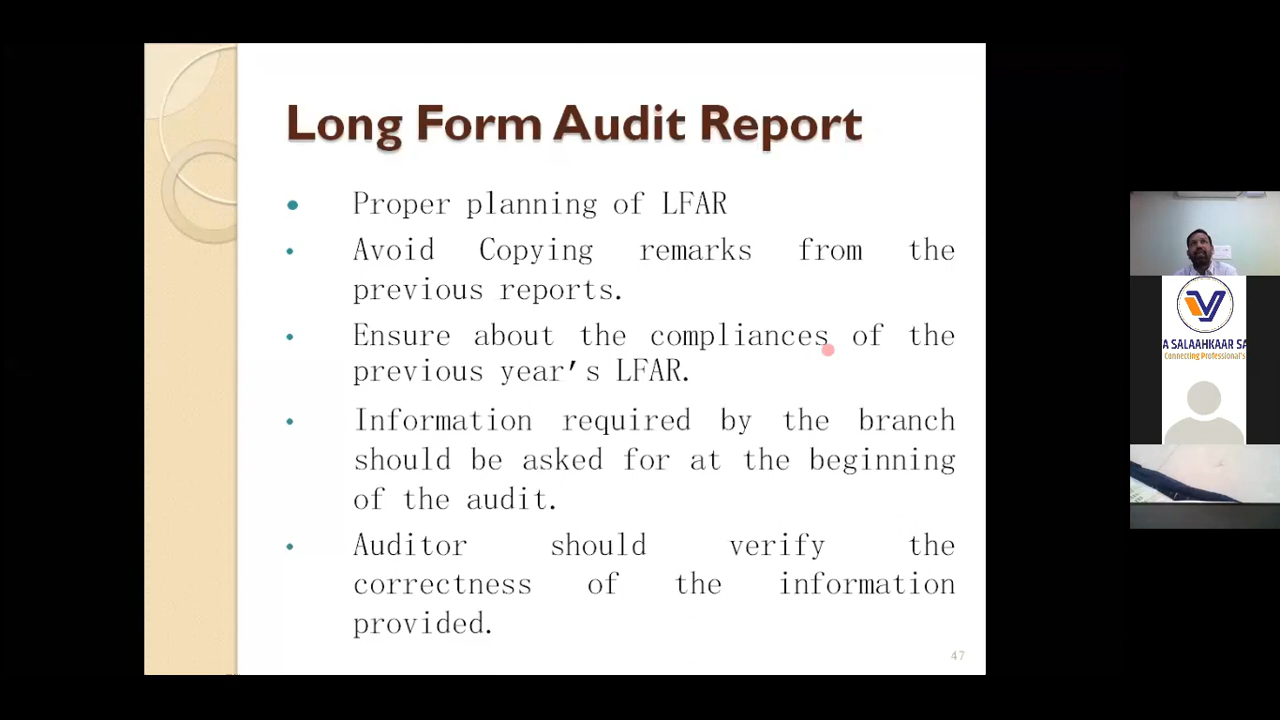 Long Form Audit Report
• Proper planning of LFAR
• Avoid Copying remarks from the
previous reports.
• Ensure about the compliances of the
previous year's LFAR.
• Information required by the branch
should be asked for at the beginning
of the audit.
• Auditor should verify the
correctness of the information
provided.
47
A SALAAHKAAR SA
Connecting Professional's